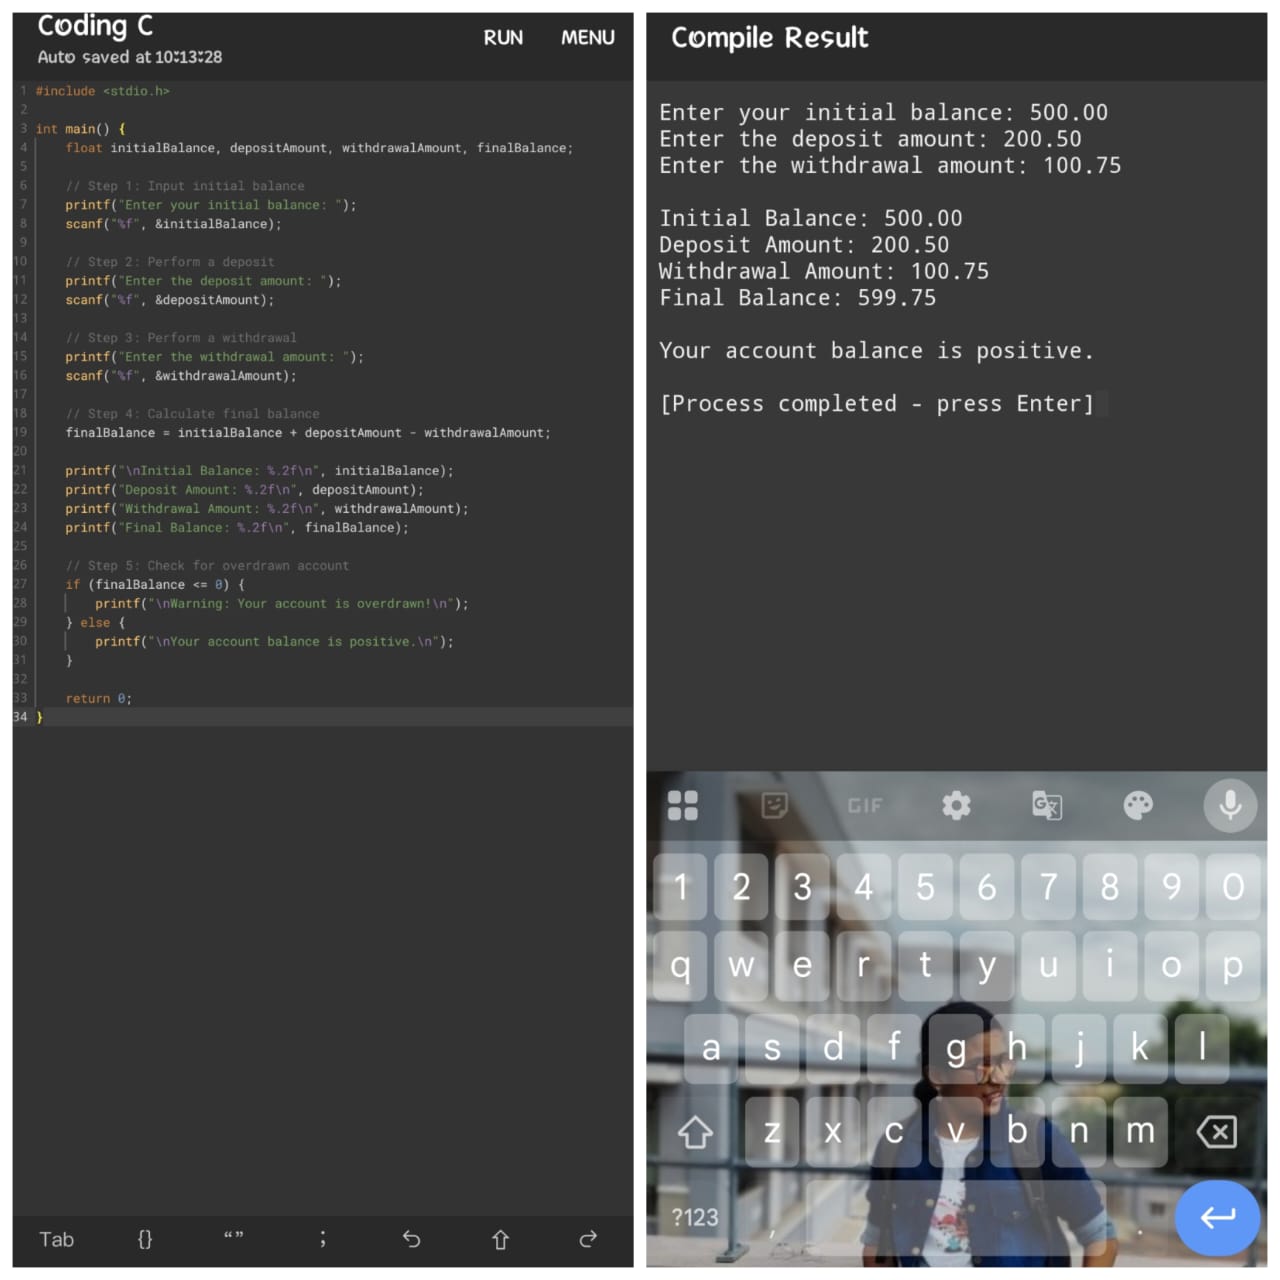 Coding C
Auto saved at 10:13:28
RUN MENU
1 #include <stdio.h>
2
3 int main() {
4     float initialBalance, depositAmount, withdrawalAmount, finalBalance;
5
6     // Step 1: Input initial balance
7     printf("Enter your initial balance: ");
8     scanf("%f", &initialBalance);
9
10     // Step 2: Perform a deposit
11     printf("Enter the deposit amount: ");
12     scanf("%f", &depositAmount);
13
14     // Step 3: Perform a withdrawal
15     printf("Enter the withdrawal amount: ");
16     scanf("%f", &withdrawalAmount);
17
18     // Step 4: Calculate final balance
19     finalBalance = initialBalance + depositAmount - withdrawalAmount;
20
21     printf("\nInitial Balance: %.2f\n", initialBalance);
22     printf("Deposit Amount: %.2f\n", depositAmount);
23     printf("Withdrawal Amount: %.2f\n", withdrawalAmount);
24     printf("Final Balance: %.2f\n", finalBalance);
25
26     // Step 5: Check for overdrawn account
27     if (finalBalance <= 0) {
28         printf("\nWarning: Your account is overdrawn!\n");
29     } else {
30         printf("\nYour account balance is positive.\n");
31     }
32
33     return 0;
34 }
Tab {} “” ;
Compile Result
Enter your initial balance: 500.00
Enter the deposit amount: 200.50
Enter the withdrawal amount: 100.75
Initial Balance: 500.00
Deposit Amount: 200.50
Withdrawal Amount: 100.75
Final Balance: 599.75
Your account balance is positive.
[Process completed - press Enter]
GIF G
1 2 3 4 5 6 7 8 9 0
q w e r t y u i o p
a s d f g h j k l
z x c v b n m
?123 , .